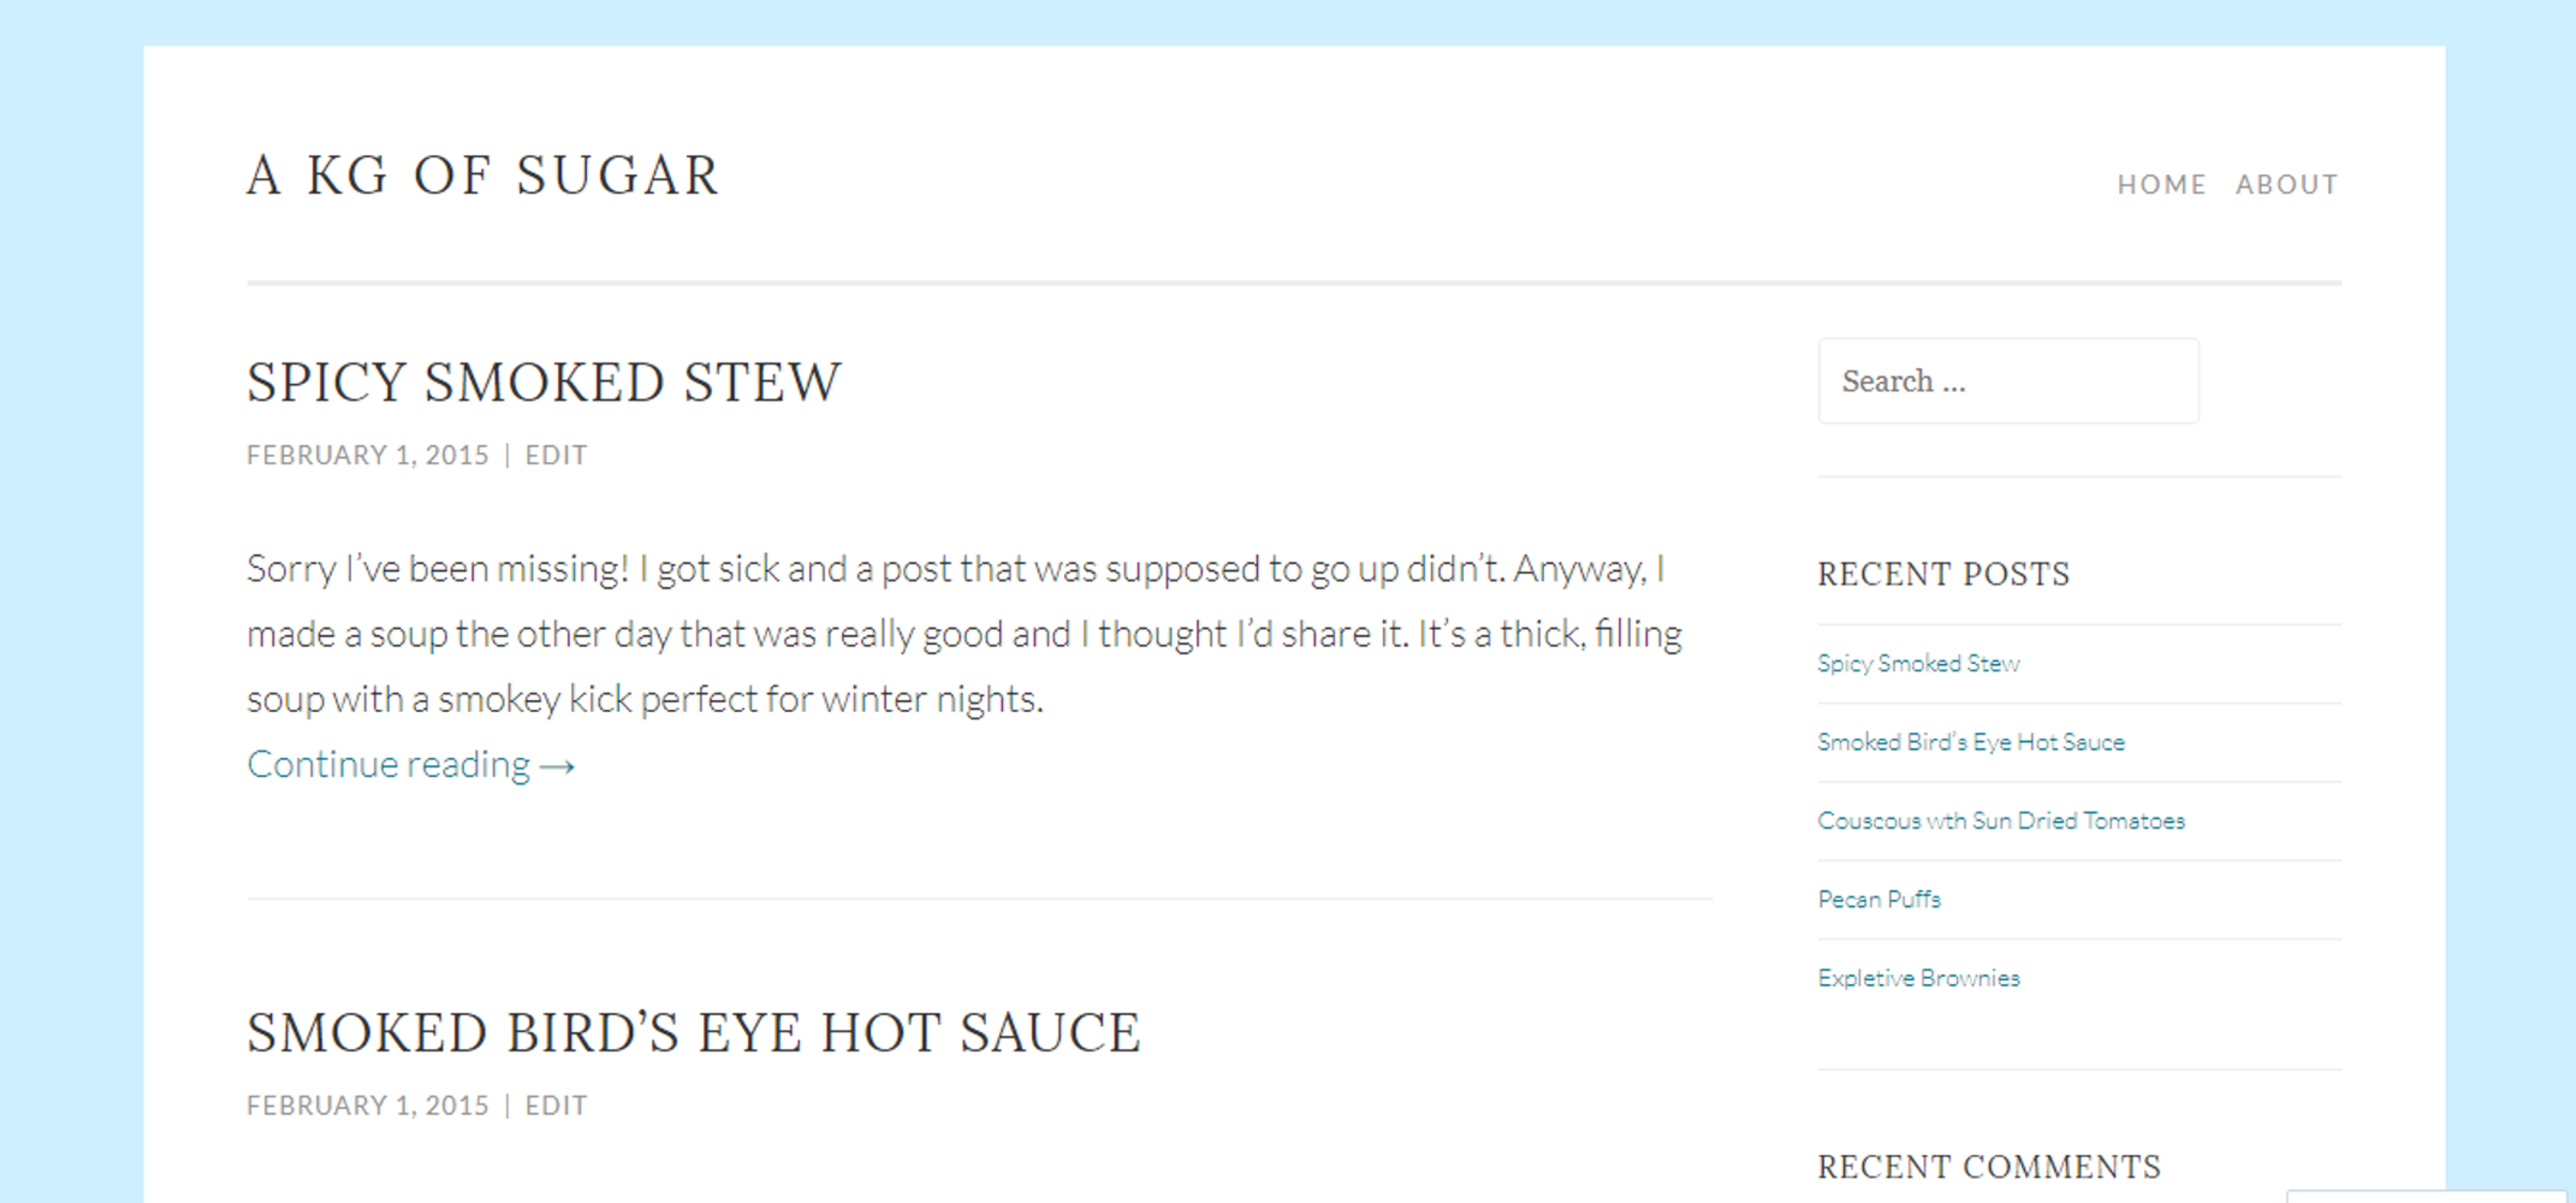 A KG OF SUGAR
HOME ABOUT
SPICY SMOKED STEW
FEBRUARY 1, 2015 | EDIT
Sorry I’ve been missing! I got sick and a post that was supposed to go up didn’t. Anyway, I
made a soup the other day that was really good and I thought I’d share it. It’s a thick, filling
soup with a smokey kick perfect for winter nights.
Continue reading →
SMOKED BIRD’S EYE HOT SAUCE
FEBRUARY 1, 2015 | EDIT
Search ...
RECENT POSTS
Spicy Smoked Stew
Smoked Bird’s Eye Hot Sauce
Couscous wth Sun Dried Tomatoes
Pecan Puffs
Expletive Brownies
RECENT COMMENTS